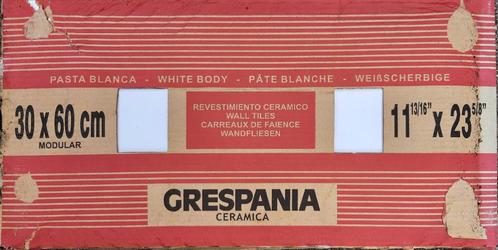 PASTA BLANCA - WHITE BODY - PÂTE BLANCHE - WEIßSCHERBIGE
30 x 60 cm
MODULAR
REVESTIMIENTO CERAMICO
WALL TILES
CARREAUX DE FAIENCE
WANDFLIESEN
11 13/16" x 23 5/8"
GRESPANIA
CERAMICA